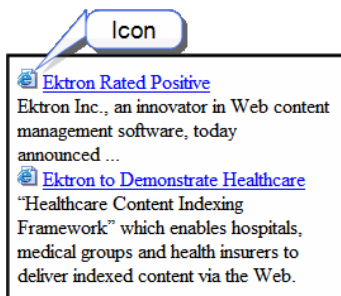 Icon
Ektron Rated Positive
Ektron Inc., an innovator in Web content
management software, today
announced ...
Ektron to Demonstrate Healthcare
“Healthcare Content Indexing
Framework” which enables hospitals,
medical groups and health insurers to
deliver indexed content via the Web.